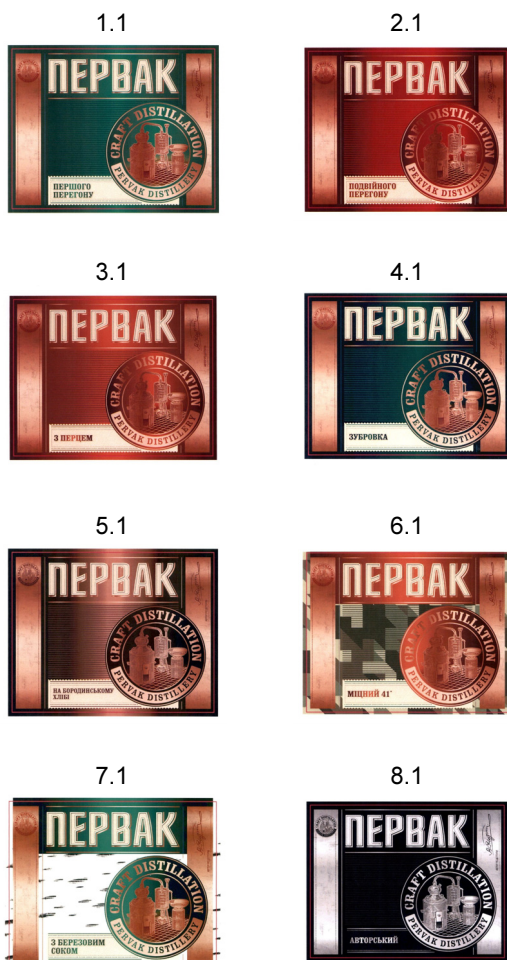 1.1
ПЕРВАК
CRAFT DISTILLATION
PERVAK DISTILLERY
ПЕРШОГО
ПЕРЕГОНУ
2.1
ПЕРВАК
CRAFT DISTILLATION
PERVAK DISTILLERY
ПОДВІЙНОГО
ПЕРЕГОНУ
3.1
ПЕРВАК
CRAFT DISTILLATION
PERVAK DISTILLERY
З ПЕРЦЕМ
4.1
ПЕРВАК
CRAFT DISTILLATION
PERVAK DISTILLERY
ЗУБРОВКА
5.1
ПЕРВАК
CRAFT DISTILLATION
PERVAK DISTILLERY
НА БОРОДИНСЬКОМУ
ХЛІБІ
6.1
ПЕРВАК
CRAFT DISTILLATION
PERVAK DISTILLERY
МІЦНИЙ 41°
7.1
ПЕРВАК
CRAFT DISTILLATION
PERVAK DISTILLERY
З БЕРЕЗОВИМ
СОКОМ
8.1
ПЕРВАК
CRAFT DISTILLATION
PERVAK DISTILLERY
АВТОРСЬКИЙ